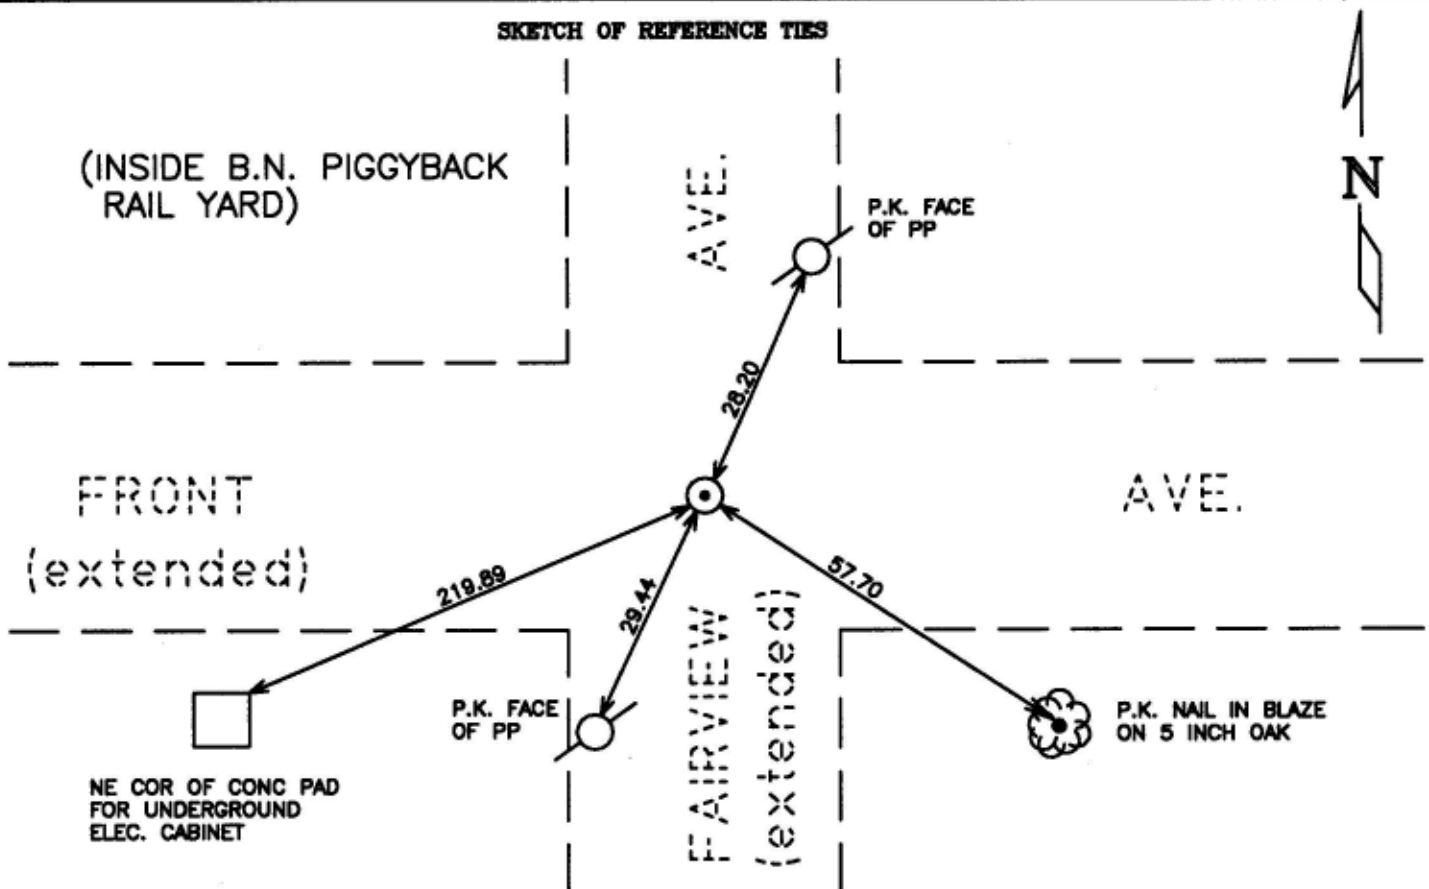 SKETCH OF REFERENCE TIES
(INSIDE B.N. PIGGYBACK
RAIL YARD)
AVE.
P.K. FACE
OF PP
N
28.20
FRONT
(extended)
AVE.
219.89
29.44
57.70
FAIRVIEW
(extended)
P.K. FACE
OF PP
P.K. NAIL IN BLAZE
ON 5 INCH OAK
NE COR OF CONC PAD
FOR UNDERGROUND
ELEC. CABINET